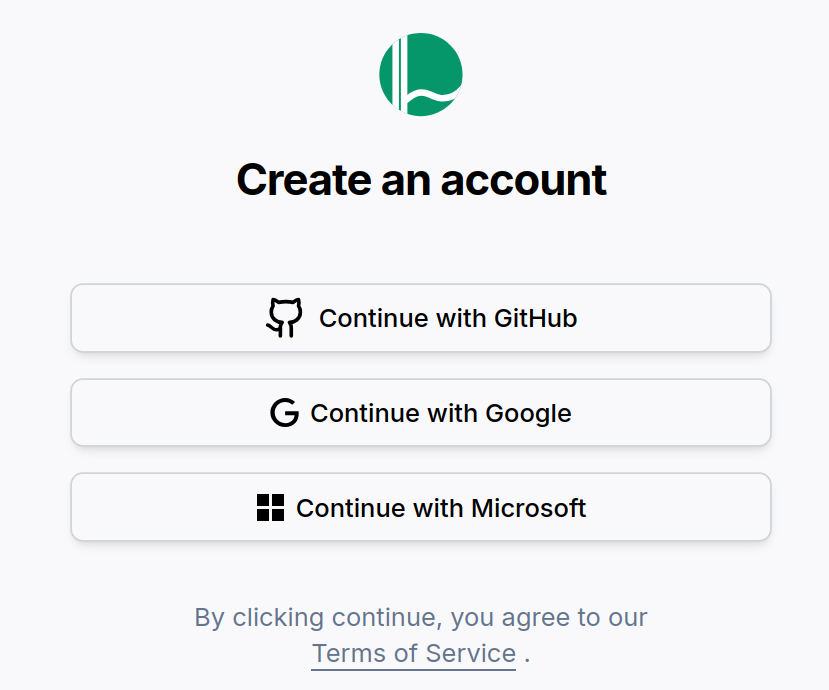 Create an account
Continue with GitHub
Continue with Google
Continue with Microsoft
By clicking continue, you agree to our
Terms of Service .